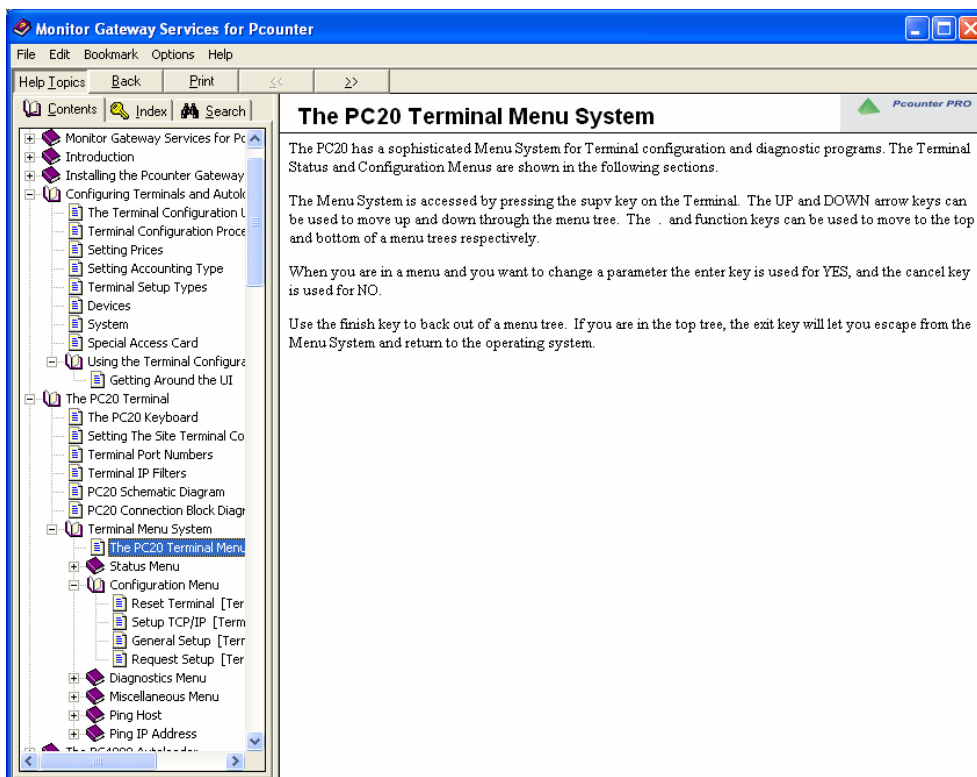 Monitor Gateway Services for Pcounter
File Edit Bookmark Options Help
Help Topics Back Print << >>
Contents Index Search
Monitor Gateway Services for Pc
Introduction
Installing the Pcounter Gateway
Configuring Terminals and Autolo
The Terminal Configuration U
Terminal Configuration Proce
Setting Prices
Setting Accounting Type
Terminal Setup Types
Devices
System
Special Access Card
Using the Terminal Configura
Getting Around the UI
The PC20 Terminal
The PC20 Keyboard
Setting The Site Terminal Co
Terminal Port Numbers
Terminal IP Filters
PC20 Schematic Diagram
PC20 Connection Block Diagr
Terminal Menu System
The PC20 Terminal Menu
Status Menu
Configuration Menu
Reset Terminal [Ter
Setup TCP/IP [Term
General Setup [Terr
Request Setup [Ter
Diagnostics Menu
Miscellaneous Menu
Ping Host
Ping IP Address
The PC4000 Autoloader
The PC20 Terminal Menu System
Pcounter PRO
The PC20 has a sophisticated Menu System for Terminal configuration and diagnostic programs. The Terminal
Status and Configuration Menus are shown in the following sections.
The Menu System is accessed by pressing the supv key on the Terminal. The UP and DOWN arrow keys can
be used to move up and down through the menu tree. The . and function keys can be used to move to the top
and bottom of a menu trees respectively.
When you are in a menu and you want to change a parameter the enter key is used for YES, and the cancel key
is used for NO.
Use the finish key to back out of a menu tree. If you are in the top tree, the exit key will let you escape from the
Menu System and return to the operating system.